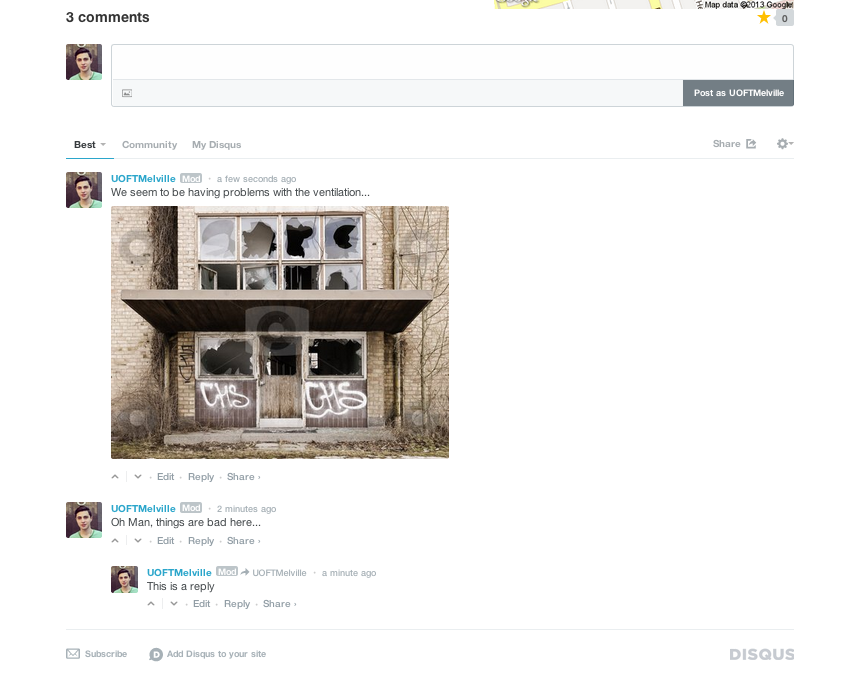 Map data ©2013 Google
3 comments
0
Post as UOFTMelville
Best Community My Disqus Share
UOFTMelville Mod • a few seconds ago
We seem to be having problems with the ventilation...
CHS CHS
Edit • Reply • Share ›
UOFTMelville Mod • 2 minutes ago
Oh Man, things are bad here...
Edit • Reply • Share ›
UOFTMelville Mod UOFTMelville • a minute ago
This is a reply
Edit • Reply • Share ›
Subscribe D Add Disqus to your site DISQUS